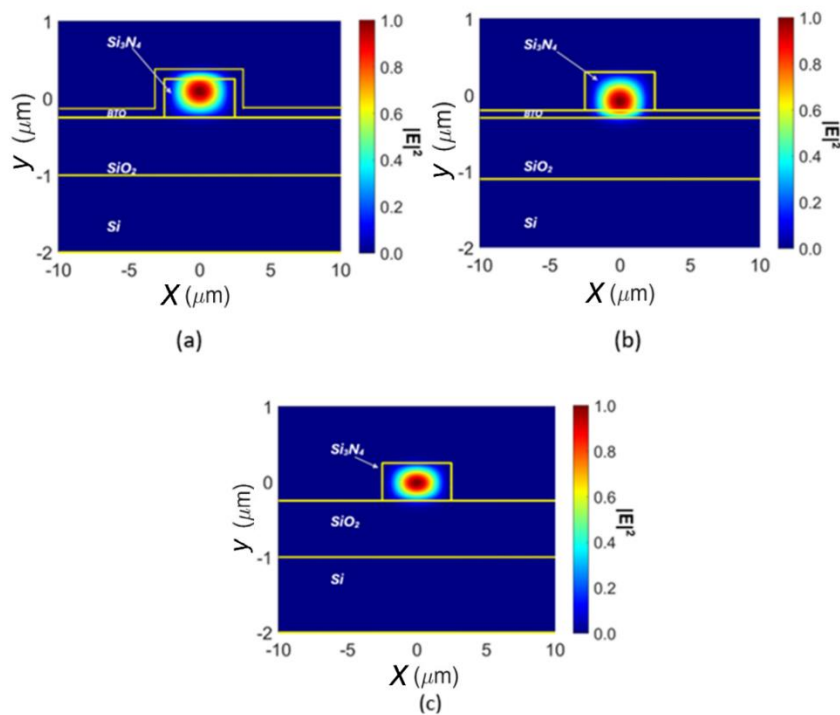 1
0
-1
-2
-10
-5
0
5
10
y (μm)
X (μm)
Si₃N₄
BTO
SiO₂
Si
1.0
0.8
0.6
0.4
0.2
0.0
|E|²
(a)
1
0
-1
-2
-10
-5
0
5
10
y (μm)
X (μm)
Si₃N₄
BTO
SiO₂
Si
1.0
0.8
0.6
0.4
0.2
0.0
|E|²
(b)
1
0
-1
-2
-10
-5
0
5
10
y (μm)
X (μm)
Si₃N₄
SiO₂
Si
1.0
0.8
0.6
0.4
0.2
0.0
|E|²
(c)